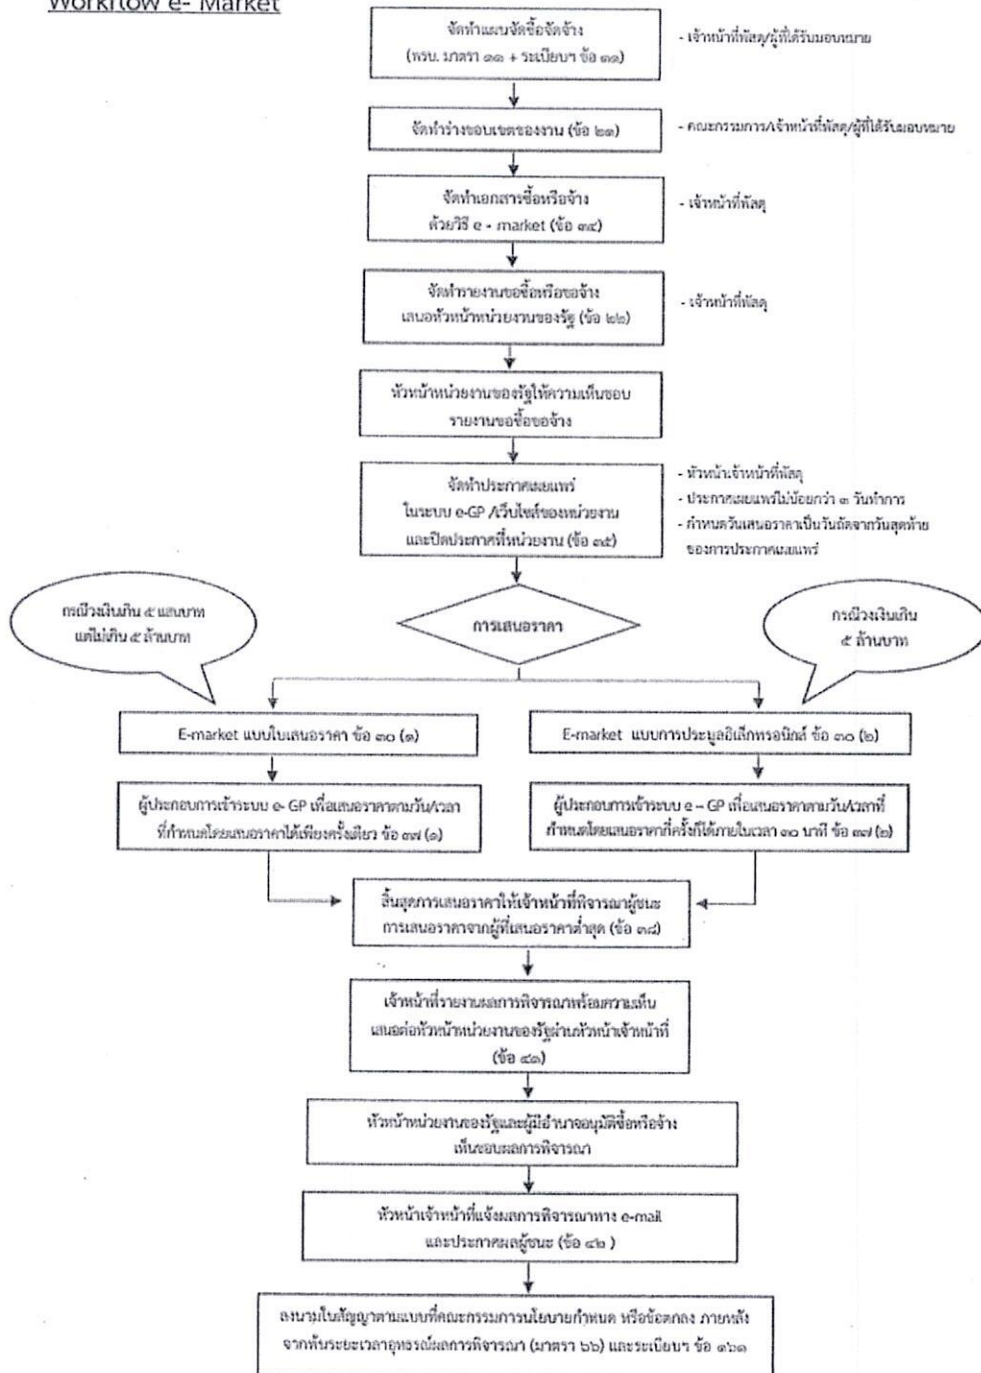 Workflow e- Market
จัดทำแผนจัดซื้อจัดจ้าง
(พรบ. มาตรา ๑๑ + ระเบียบฯ ข้อ ๑๑)
- เจ้าหน้าที่พัสดุ/ผู้ที่ได้รับมอบหมาย
จัดทำร่างขอบเขตของงาน (ข้อ ๒๑)
- คณะกรรมการ/เจ้าหน้าที่พัสดุ/ผู้ที่ได้รับมอบหมาย
จัดทำเอกสารซื้อหรือจ้าง
ด้วยวิธี e - market (ข้อ ๓๔)
- เจ้าหน้าที่พัสดุ
จัดทำรายงานขอซื้อหรือขอจ้าง
เสนอหัวหน้าหน่วยงานของรัฐ (ข้อ ๒๒)
- เจ้าหน้าที่พัสดุ
หัวหน้าหน่วยงานของรัฐให้ความเห็นชอบ
รายงานขอซื้อขอจ้าง
จัดทำประกาศเผยแพร่
ในระบบ e-GP /เว็บไซส์ของหน่วยงาน
และปิดประกาศที่หน่วยงาน (ข้อ ๓๕)
- หัวหน้าเจ้าหน้าที่พัสดุ
- ประกาศเผยแพร่ไม่น้อยกว่า ๓ วันทำการ
- กำหนดวันเสนอราคาเป็นวันถัดจากวันสุดท้าย
ของการประกาศเผยแพร่
กรณีวงเงินเกิน ๕ แสนบาท
แต่ไม่เกิน ๕ ล้านบาท
การเสนอราคา
กรณีวงเงินเกิน
๕ ล้านบาท
E-market แบบใบเสนอราคา ข้อ ๓๐ (๑)
E-market แบบการประมูลอิเล็กทรอนิกส์ ข้อ ๓๐ (๒)
ผู้ประกอบการเข้าระบบ e- GP เพื่อเสนอราคาตามวัน/เวลา
ที่กำหนดโดยเสนอราคาได้เพียงครั้งเดียว ข้อ ๓๗ (๑)
ผู้ประกอบการเข้าระบบ e – GP เพื่อเสนอราคาตามวัน/เวลาที่
กำหนดโดยเสนอราคากี่ครั้งก็ได้ภายในเวลา ๓๐ นาที ข้อ ๓๗ (๒)
สิ้นสุดการเสนอราคาให้เจ้าหน้าที่พิจารณาผู้ชนะ
การเสนอราคาจากผู้ที่เสนอราคาต่ำสุด (ข้อ ๓๘)
เจ้าหน้าที่รายงานผลการพิจารณาพร้อมความเห็น
เสนอต่อหัวหน้าหน่วยงานของรัฐผ่านหัวหน้าเจ้าหน้าที่
(ข้อ ๔๑)
หัวหน้าหน่วยงานของรัฐและผู้มีอำนาจอนุมัติซื้อหรือจ้าง
เห็นชอบผลการพิจารณา
หัวหน้าเจ้าหน้าที่แจ้งผลการพิจารณาทาง e-mail
และประกาศผลผู้ชนะ (ข้อ ๔๒ )
ลงนามในสัญญาตามแบบที่คณะกรรมการนโยบายกำหนด หรือข้อตกลง ภายหลัง
จากพ้นระยะเวลาอุทธรณ์ผลการพิจารณา (มาตรา ๖๖) และระเบียบฯ ข้อ ๑๖๑